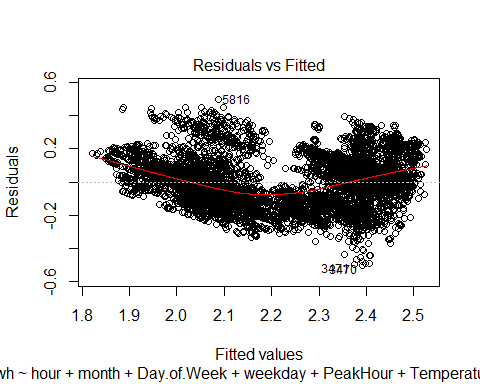 Residuals vs Fitted
Residuals
0.6
0.2
-0.2
-0.6
5816
3470
1.8 1.9 2.0 2.1 2.2 2.3 2.4 2.5
Fitted values
wh ~ hour + month + Day.of.Week + weekday + PeakHour + Temperatu